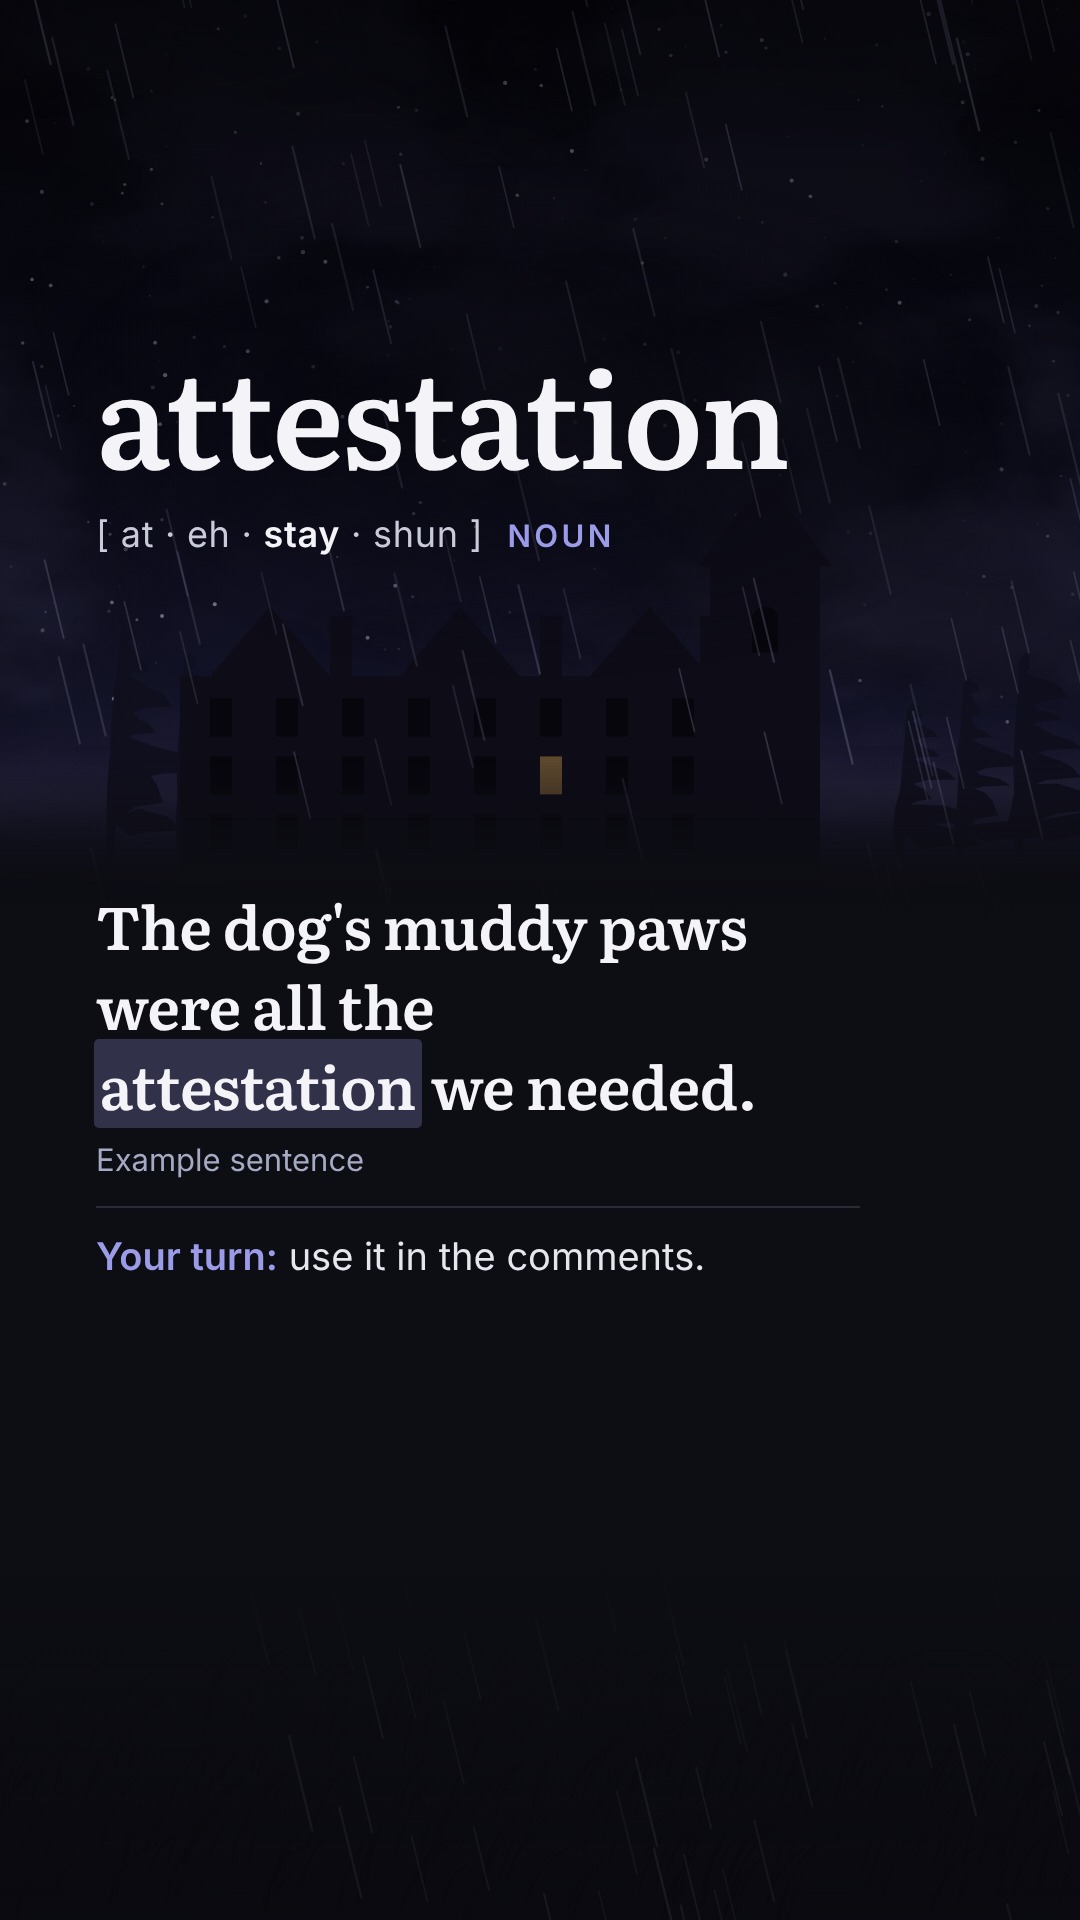 attestation
[ at · eh · stay · shun ] NOUN
The dog's muddy paws
were all the
attestation we needed.
Example sentence
Your turn: use it in the comments.